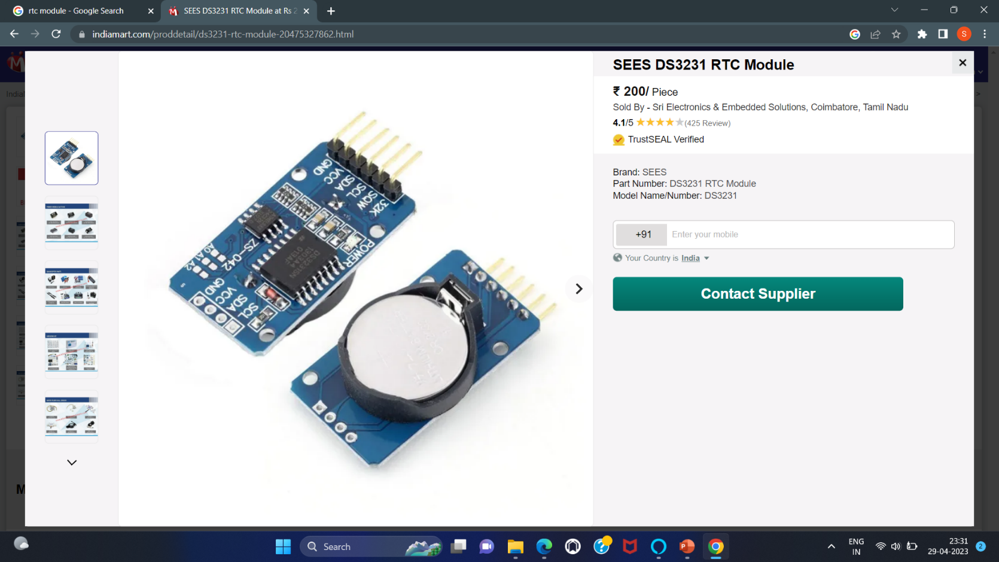 rtc module - Google Search
SEES DS3231 RTC Module at Rs 2
indiamart.com/proddetail/ds3231-rtc-module-20475327862.html
S
SEES DS3231 RTC Module
₹ 200/ Piece
Sold By - Sri Electronics & Embedded Solutions, Coimbatore, Tamil Nadu
4.1/5 (425 Review)
TrustSEAL Verified
Brand: SEES
Part Number: DS3231 RTC Module
Model Name/Number: DS3231
+91 Enter your mobile
Your Country is India
Contact Supplier
GND
VCC
SDA
SCL
SQW
32K
POWER
ZS-042
A0 A1 A2
DS3231SN
GND
VCC
SDA
SCL
Search
ENG
IN
23:31
29-04-2023
2